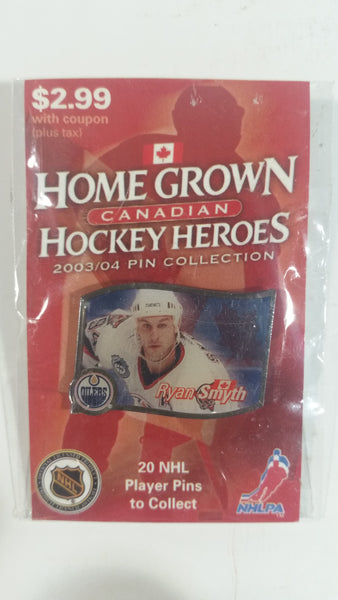 $2.99
with coupon
(plus tax)
HOME GROWN
CANADIAN
HOCKEY HEROES
2003/04 PIN COLLECTION
OILERS
Ryan Smyth
20 NHL
Player Pins
to Collect
NHL
NHLPA